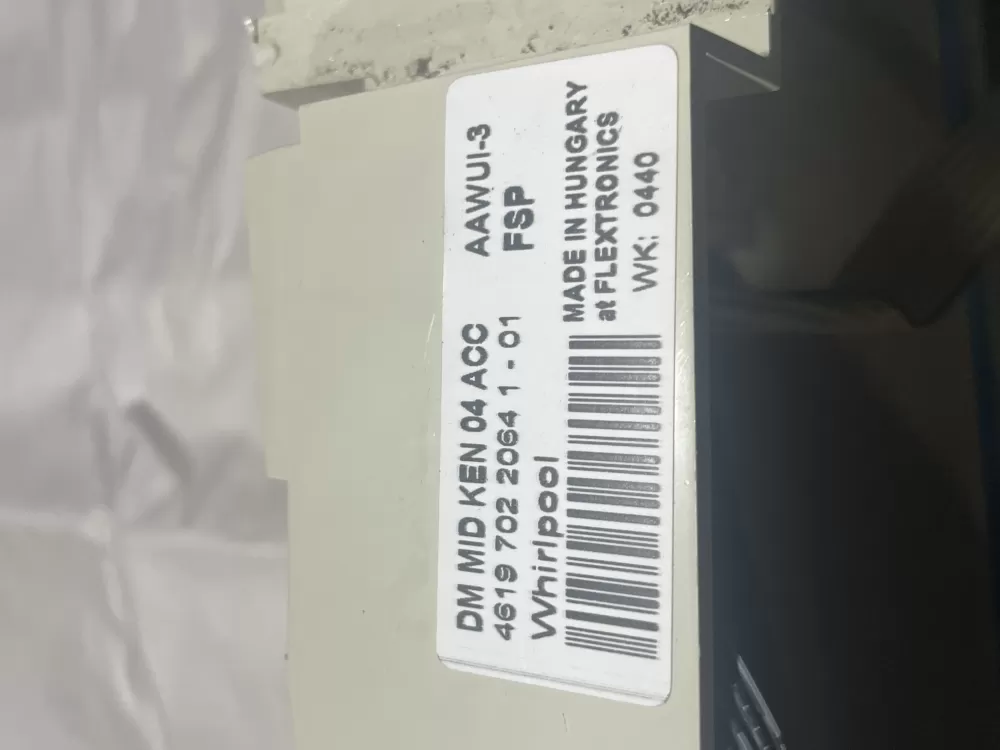 DM MID KEN 04 ACC AAWUI-3
4619 702 2064 1 - 01 FSP
Whirlpool
MADE IN HUNGARY
at FLEXTRONICS
WK: 0440